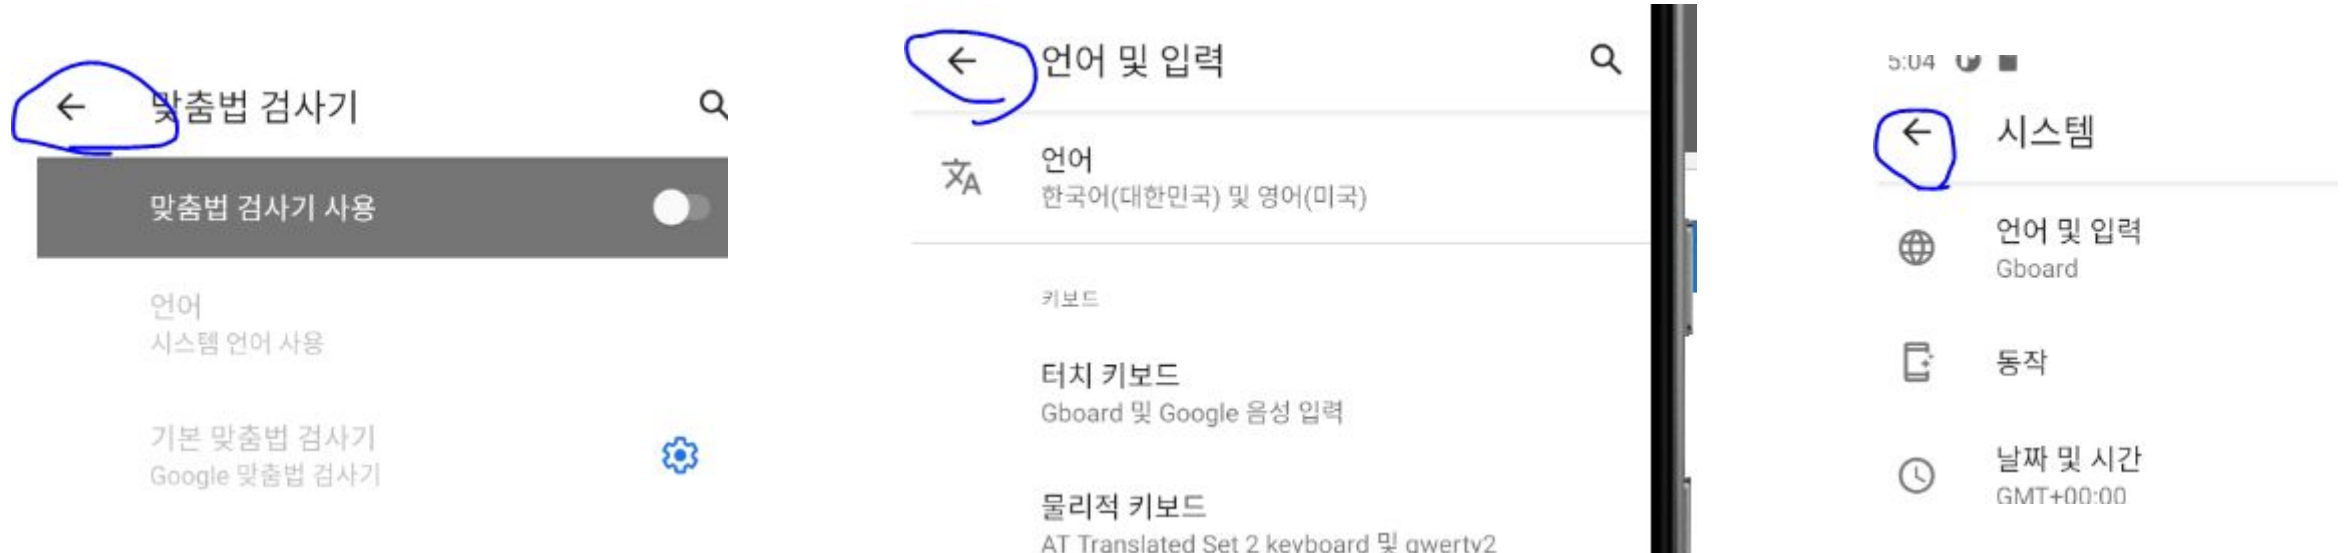 맞춤법 검사기
맞춤법 검사기 사용
언어
시스템 언어 사용
기본 맞춤법 검사기
Google 맞춤법 검사기
언어 및 입력
언어
한국어(대한민국) 및 영어(미국)
키보드
터치 키보드
Gboard 및 Google 음성 입력
물리적 키보드
AT Translated Set 2 keyboard 및 qwerty2
5:04
시스템
언어 및 입력
Gboard
동작
날짜 및 시간
GMT+00:00